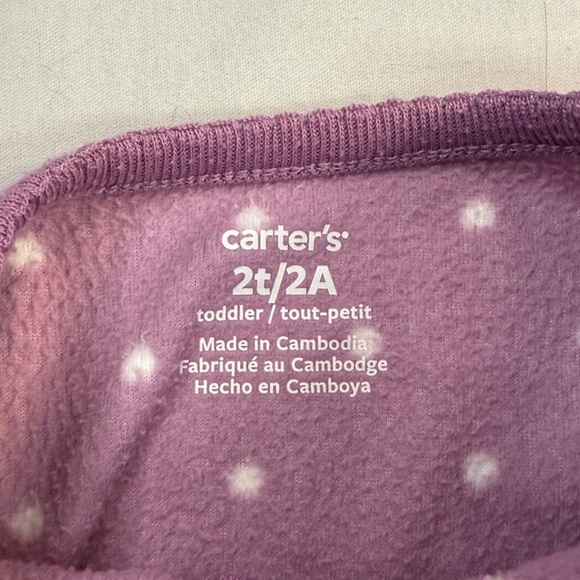 carter's
2t/2A
toddler / tout-petit
Made in Cambodia
Fabriqué au Cambodge
Hecho en Camboya